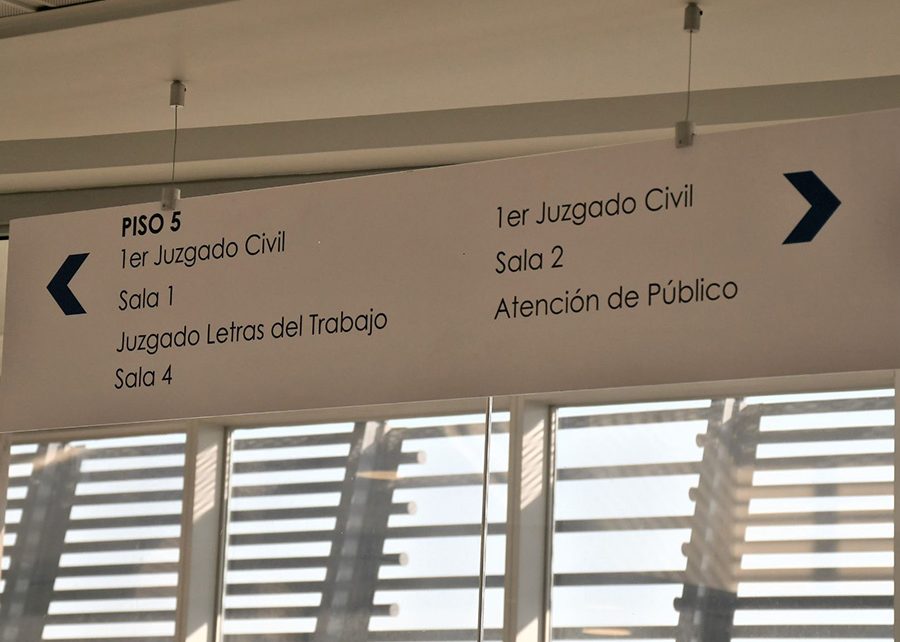 PISO 5
1er Juzgado Civil
Sala 1
Juzgado Letras del Trabajo
Sala 4
1er Juzgado Civil
Sala 2
Atención de Público